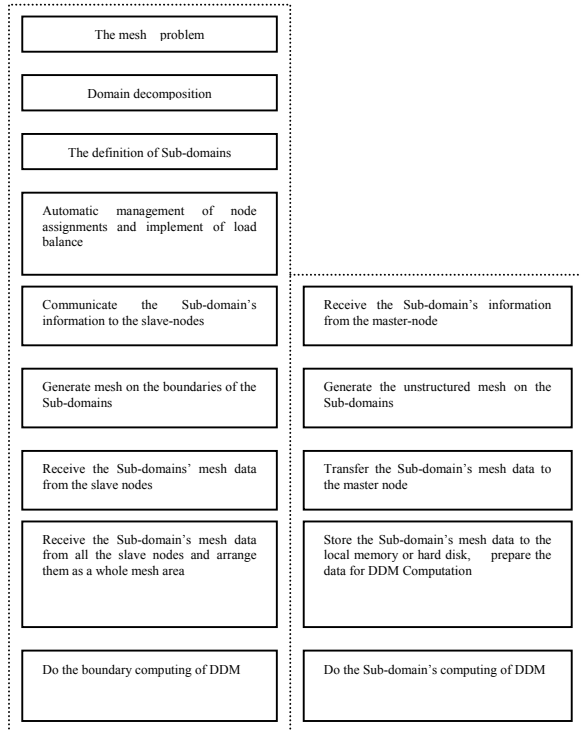 The mesh problem
Domain decomposition
The definition of Sub-domains
Automatic management of node
assignments and implement of load
balance
Communicate the Sub-domain's
information to the slave-nodes
Receive the Sub-domain's information
from the master-node
Generate mesh on the boundaries of the
Sub-domains
Generate the unstructured mesh on the
Sub-domains
Receive the Sub-domains' mesh data
from the slave nodes
Transfer the Sub-domain's mesh data to
the master node
Receive the Sub-domain's mesh data
from all the slave nodes and arrange
them as a whole mesh area
Store the Sub-domain's mesh data to the
local memory or hard disk, prepare the
data for DDM Computation
Do the boundary computing of DDM
Do the Sub-domain's computing of DDM